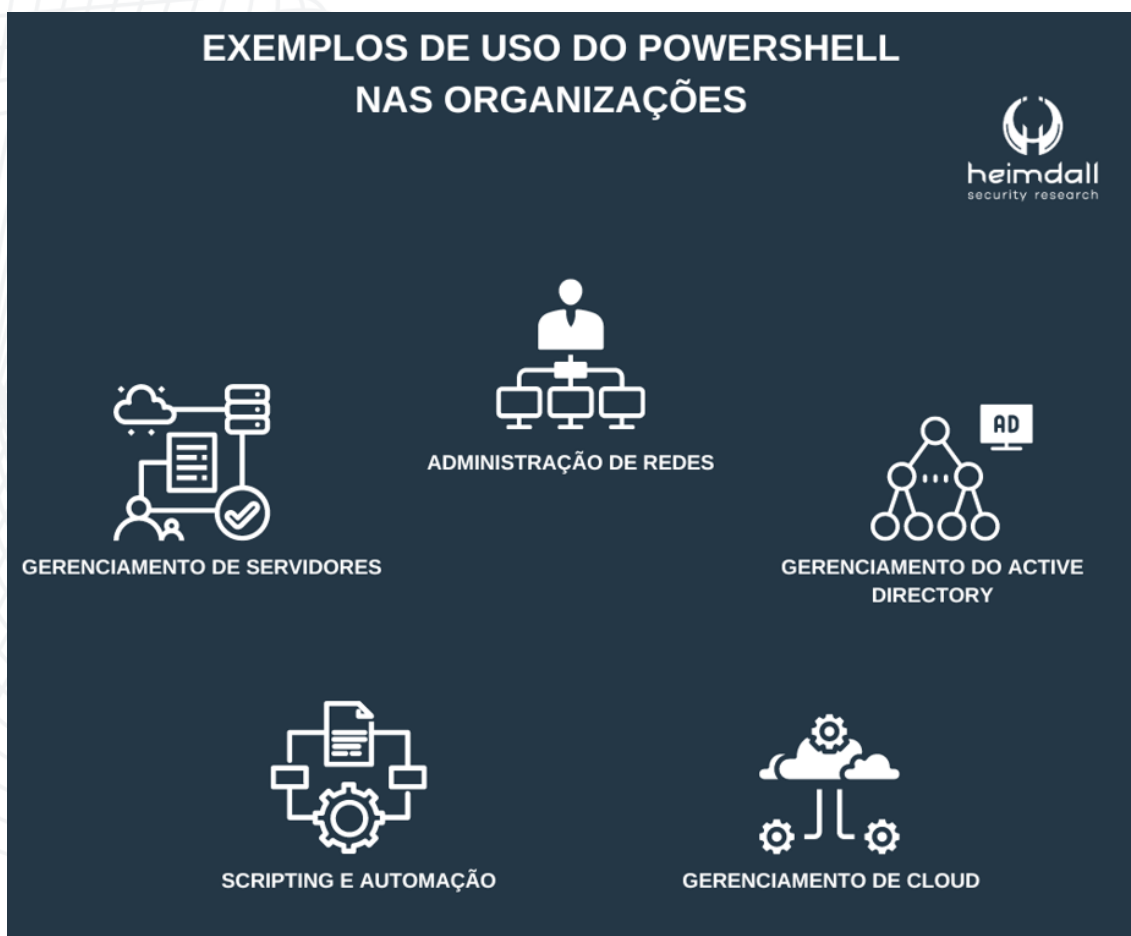 EXEMPLOS DE USO DO POWERSHELL
NAS ORGANIZAÇÕES
heimdall
security research
ADMINISTRAÇÃO DE REDES
AD
GERENCIAMENTO DE SERVIDORES
GERENCIAMENTO DO ACTIVE
DIRECTORY
SCRIPTING E AUTOMAÇÃO
GERENCIAMENTO DE CLOUD